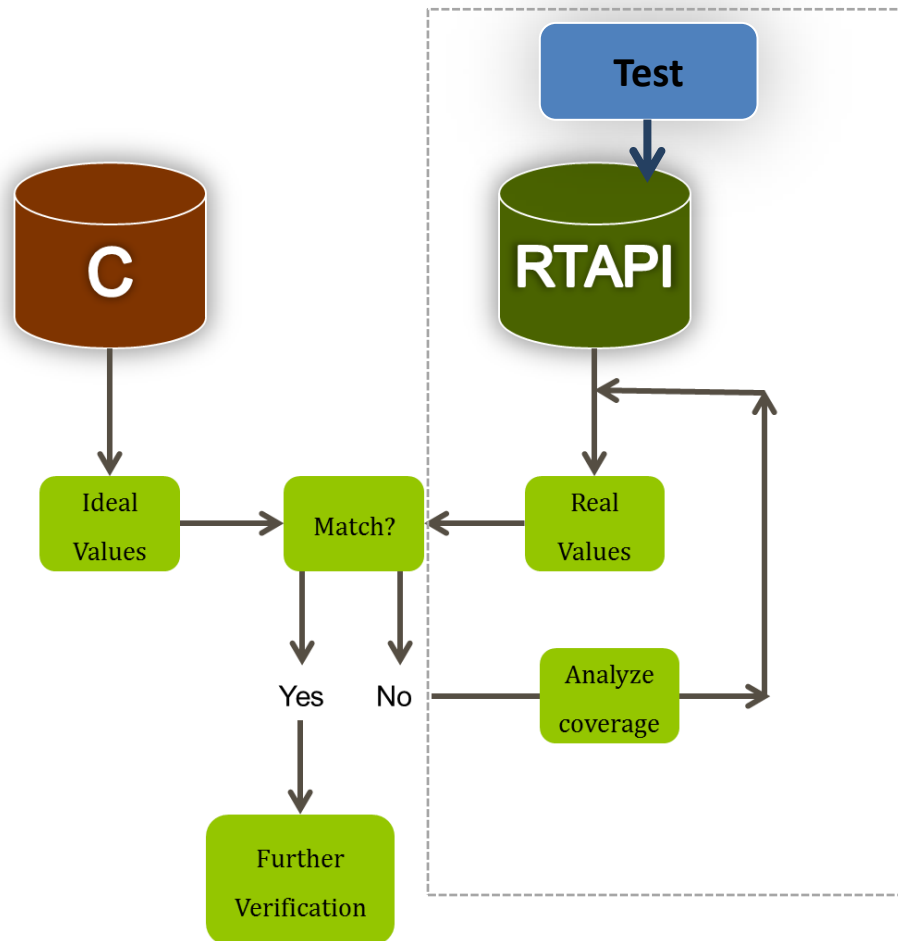 Test
C
RTAPI
Ideal
Values
Match?
Real
Values
Yes
No
Analyze
coverage
Further
Verification